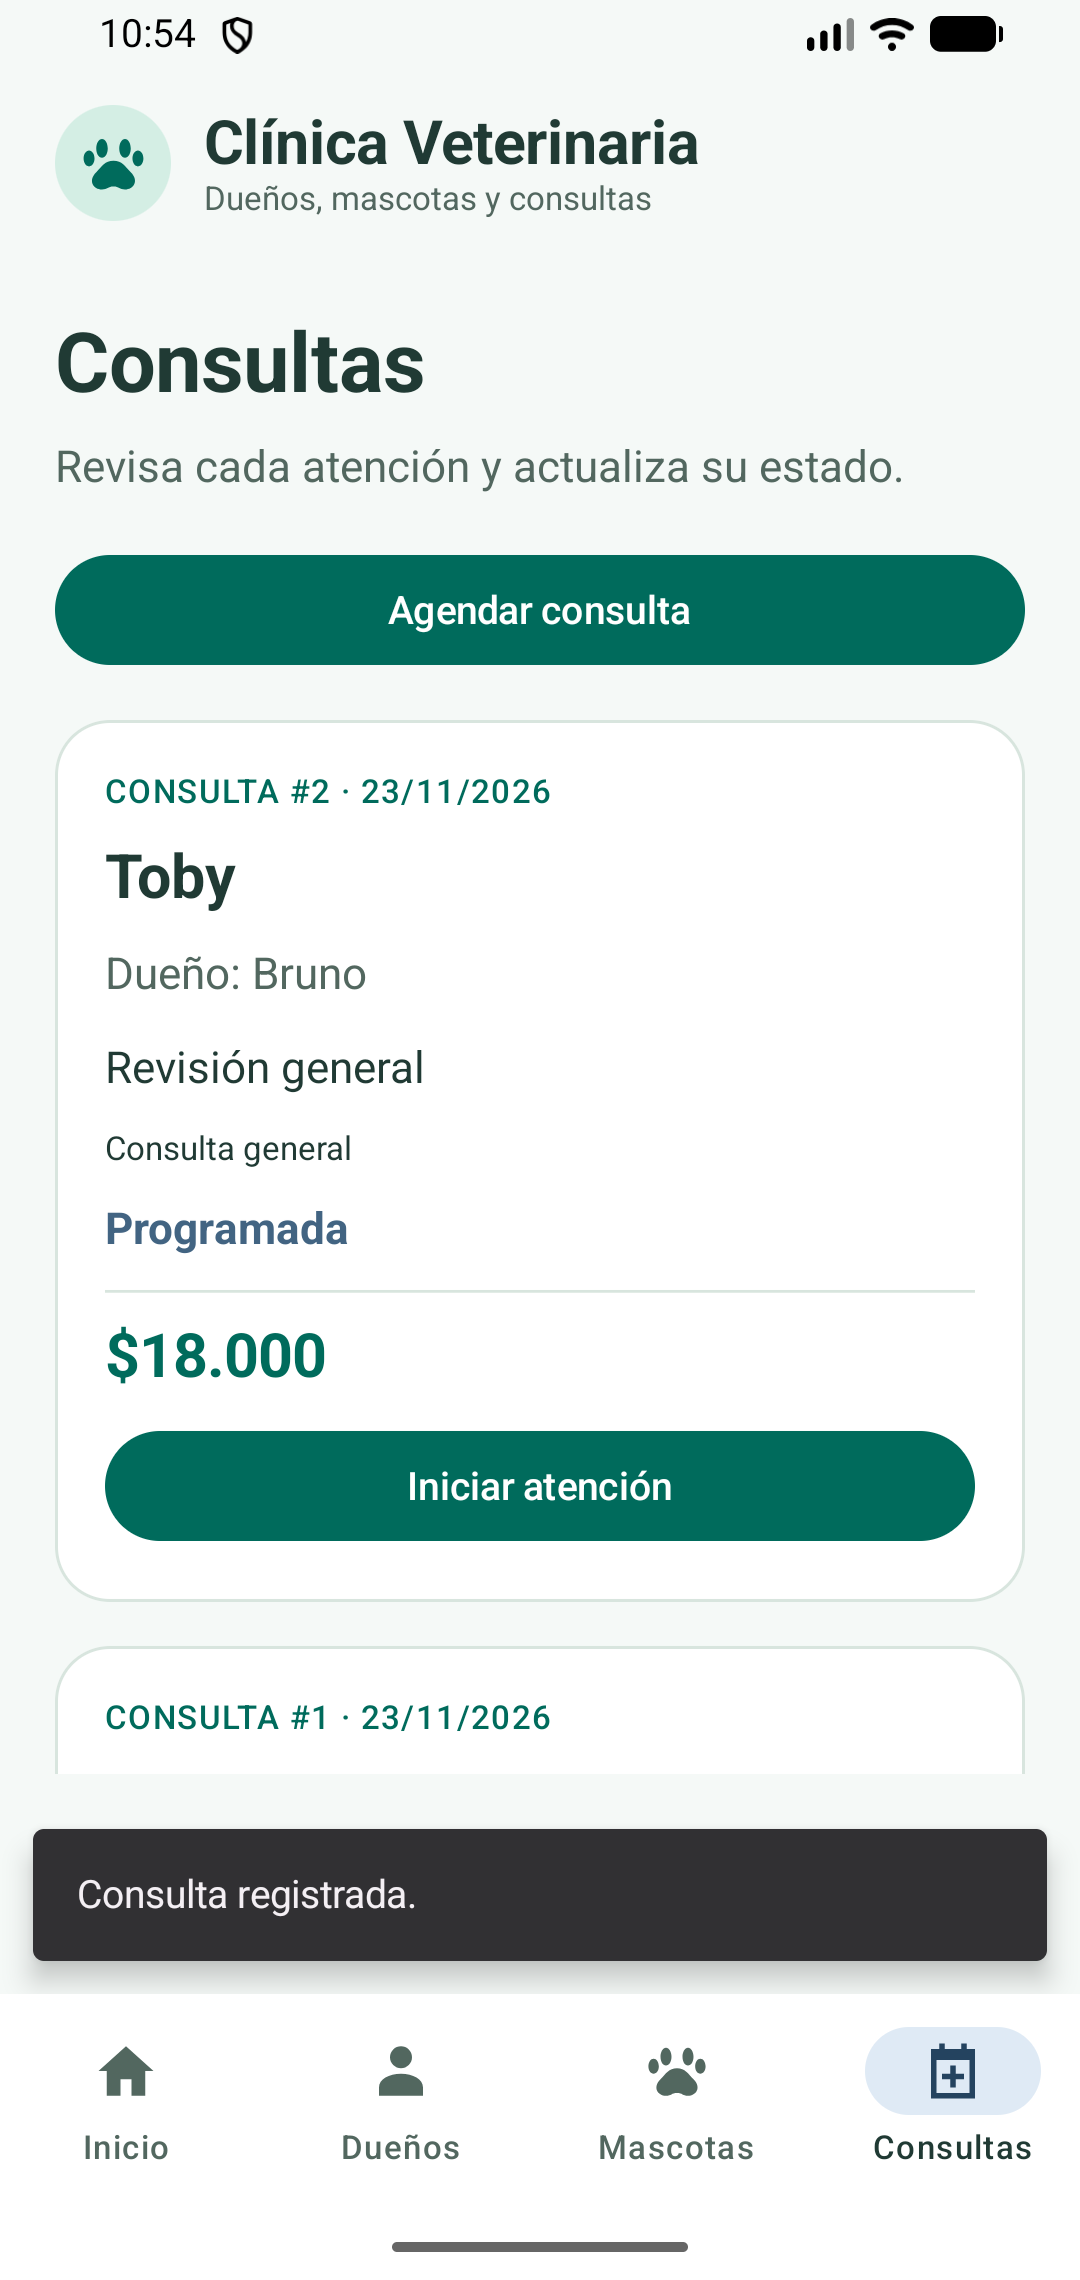 10:54
Clínica Veterinaria
Dueños, mascotas y consultas
Consultas
Revisa cada atención y actualiza su estado.
Agendar consulta
CONSULTA #2 · 23/11/2026
Toby
Dueño: Bruno
Revisión general
Consulta general
Programada
$18.000
Iniciar atención
CONSULTA #1 · 23/11/2026
Consulta registrada.
Inicio
Dueños
Mascotas
Consultas